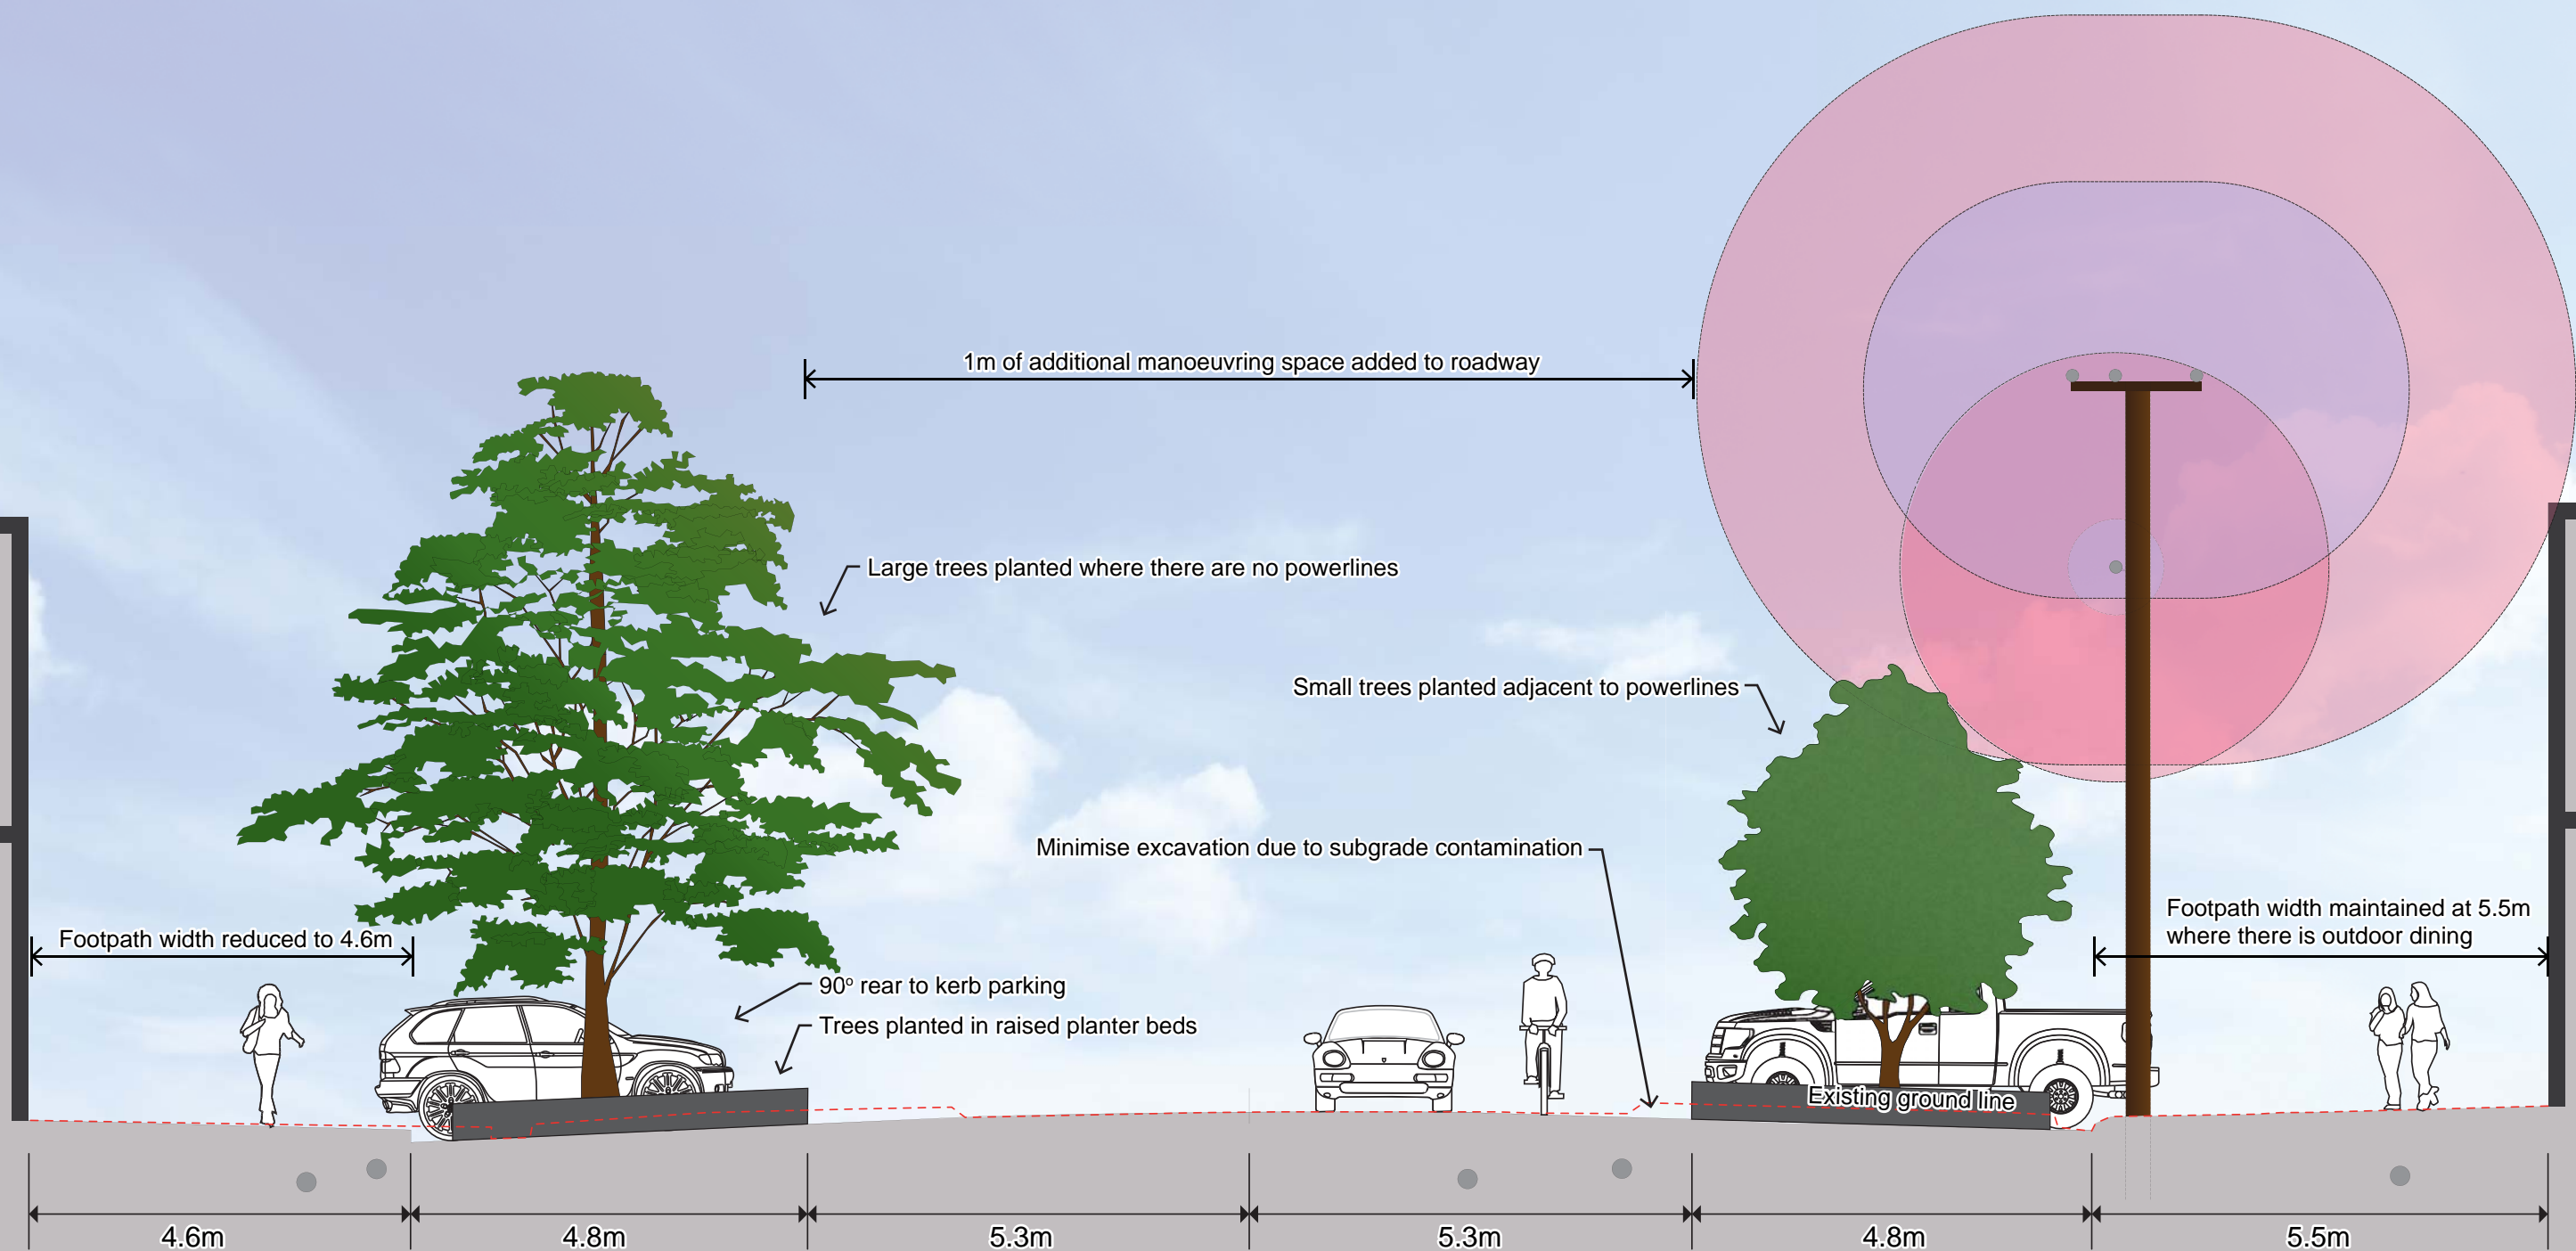 1m of additional manoeuvring space added to roadway
Large trees planted where there are no powerlines
Small trees planted adjacent to powerlines
Minimise excavation due to subgrade contamination
Footpath width maintained at 5.5m
where there is outdoor dining
Footpath width reduced to 4.6m
90° rear to kerb parking
Trees planted in raised planter beds
Existing ground line
4.6m
4.8m
5.3m
5.3m
4.8m
5.5m